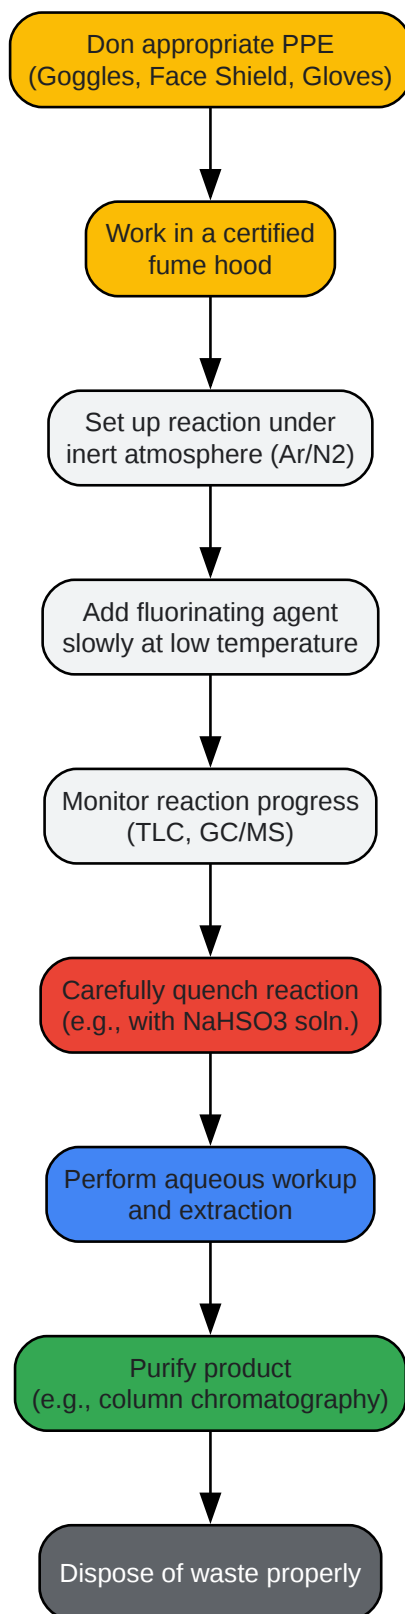 Don appropriate PPE
(Goggles, Face Shield, Gloves)
Work in a certified
fume hood
Set up reaction under
inert atmosphere (Ar/N2)
Add fluorinating agent
slowly at low temperature
Monitor reaction progress
(TLC, GC/MS)
Carefully quench reaction
(e.g., with NaHSO3 soln.)
Perform aqueous workup
and extraction
Purify product
(e.g., column chromatography)
Dispose of waste properly